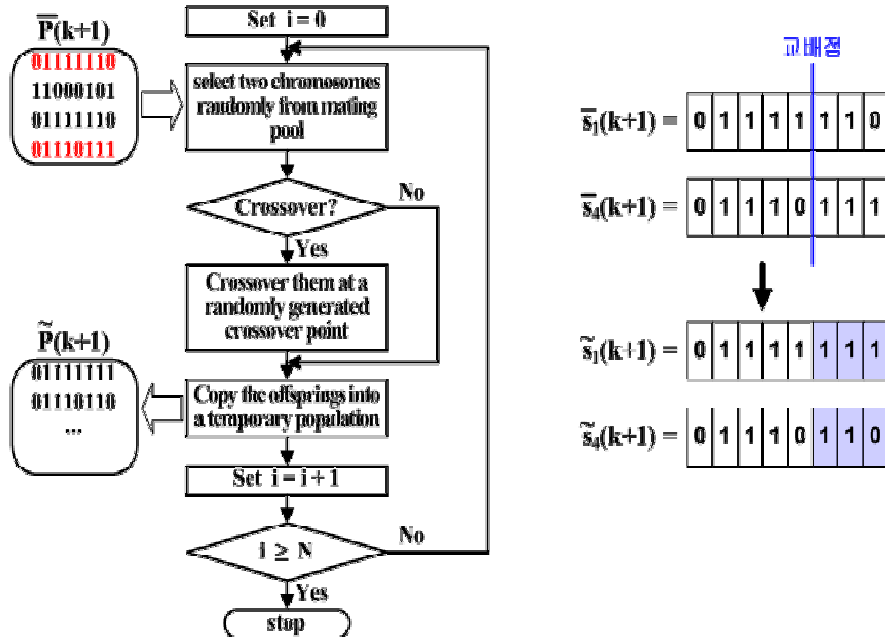 P̿(k+1)
01111110
11000101
01111110
01110111
Set i = 0
select two chromosomes
randomly from mating
pool
Crossover?
No
Yes
Crossover them at a
randomly generated
crossover point
P̃(k+1)
01111111
01110110
...
Copy the offsprings into
a temporary population
Set i = i + 1
i ≥ N
No
Yes
stop
교배점
s̅₁(k+1) = 0 1 1 1 1 1 1 0
s̅₄(k+1) = 0 1 1 1 0 1 1 1
s̃₁(k+1) = 0 1 1 1 1 1 1 1
s̃₄(k+1) = 0 1 1 1 0 1 1 0